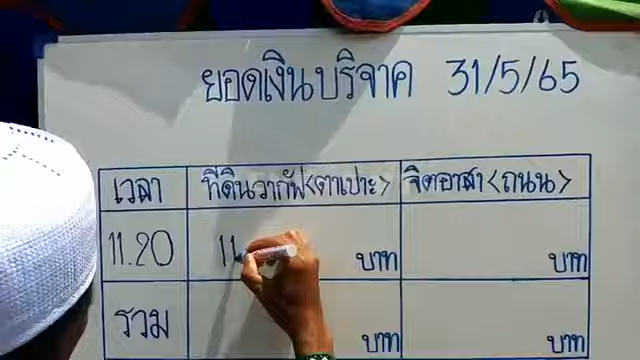 ยอดเงินบริจาค 31/5/65
เวลา ที่ดินวากัฟ<ตาเปาะ> จิตอาสา<ถนน>
11.20 11 บาท บาท
รวม บาท บาท